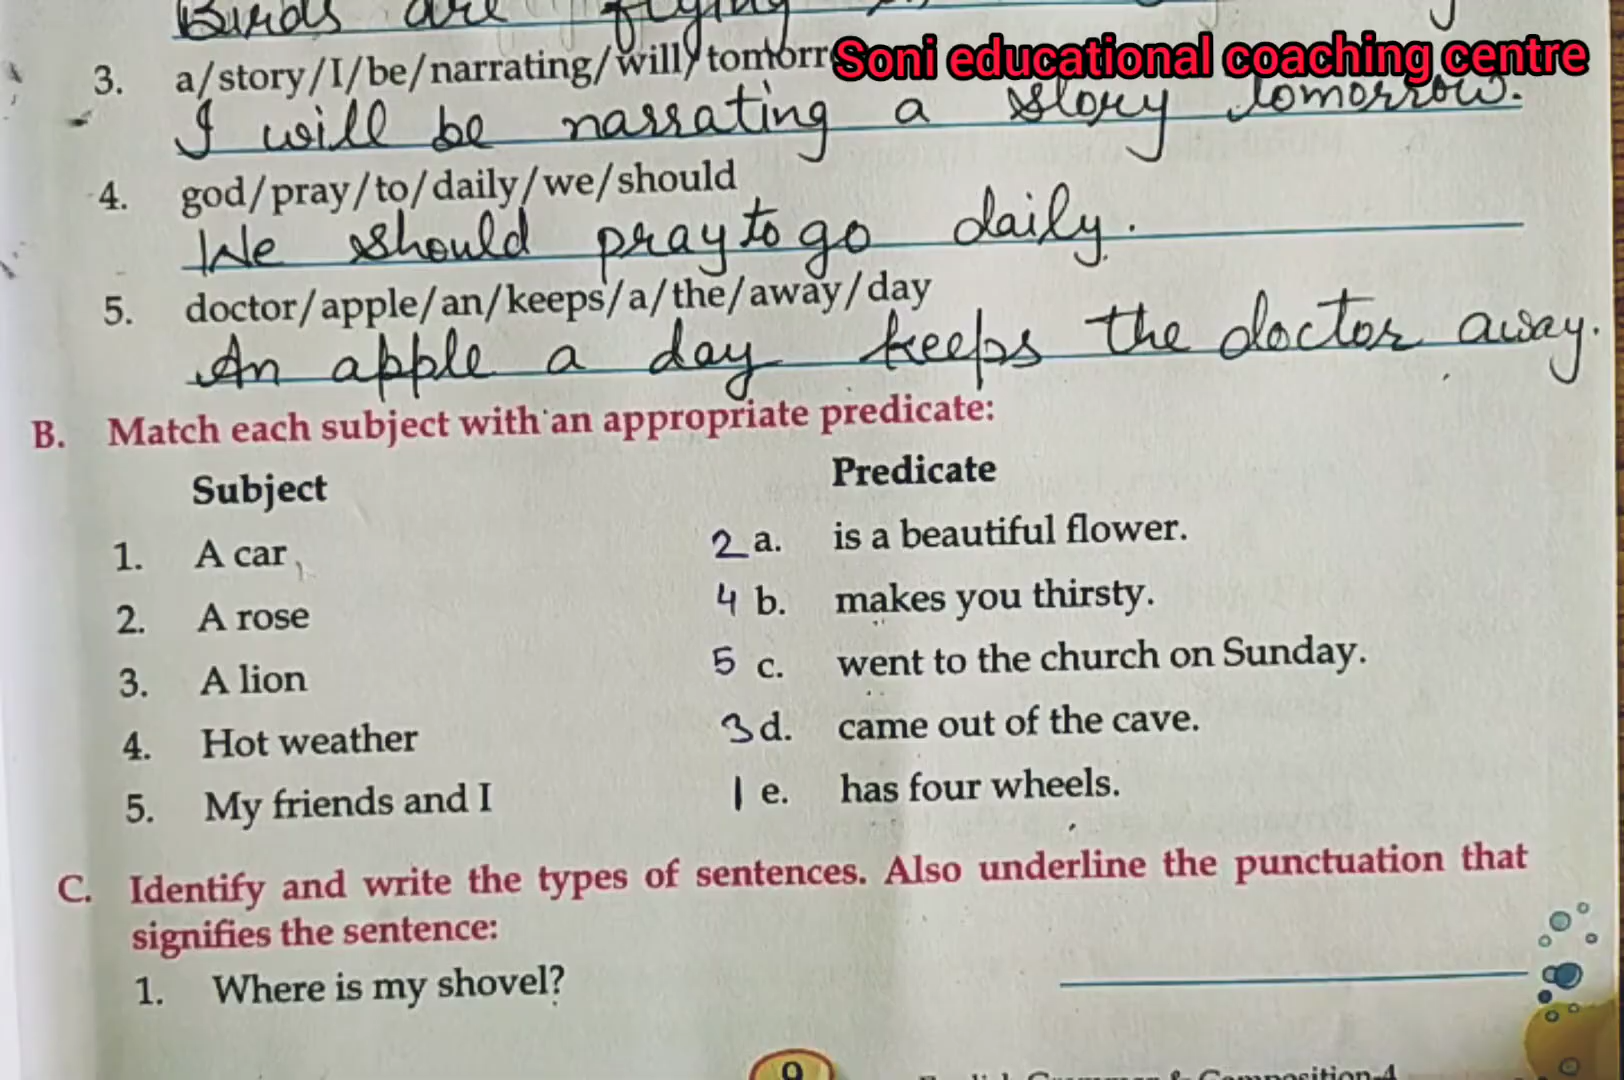 Birds are flying
3. a/story/I/be/narrating/will/tomorr
Soni educational coaching centre
I will be narrating a story tomorrow.
4. god/pray/to/daily/we/should
We should pray to go daily.
5. doctor/apple/an/keeps/a/the/away/day
An apple a day keeps the doctor away.
B. Match each subject with an appropriate predicate:
Subject Predicate
1. A car 2 a. is a beautiful flower.
2. A rose 4 b. makes you thirsty.
3. A lion 5 c. went to the church on Sunday.
4. Hot weather 3 d. came out of the cave.
5. My friends and I 1 e. has four wheels.
C. Identify and write the types of sentences. Also underline the punctuation that
signifies the sentence:
1. Where is my shovel?
9
& Composition-4